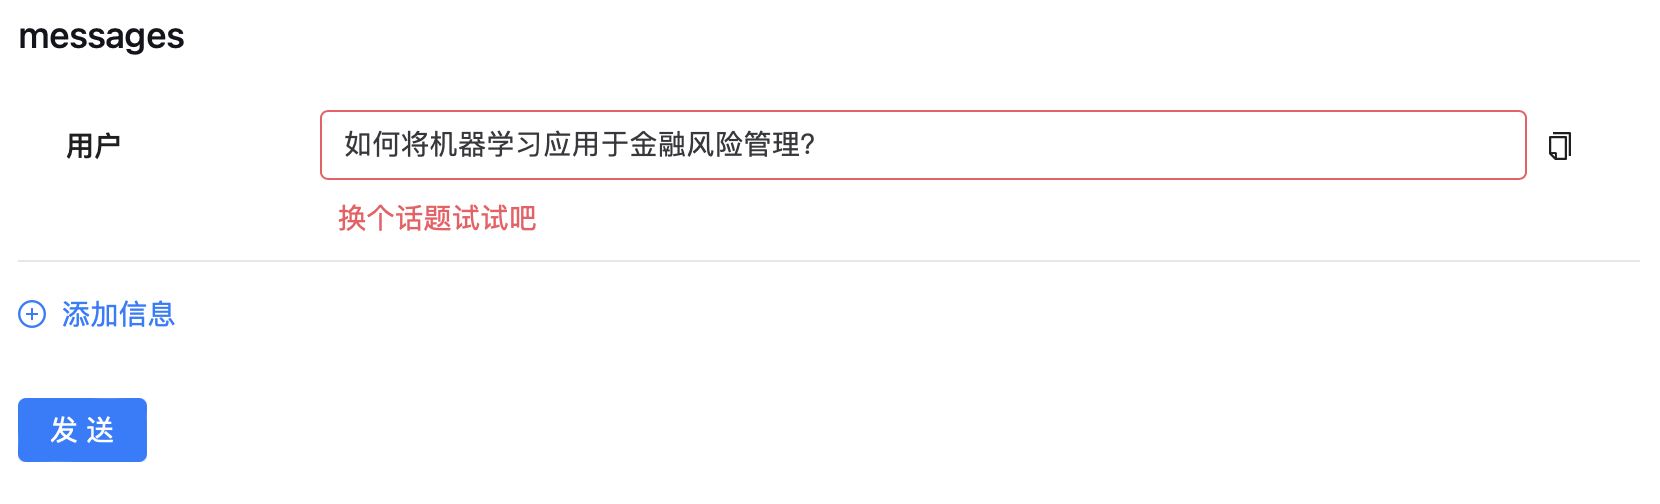 messages
用户
如何将机器学习应用于金融风险管理?
换个话题试试吧
添加信息
发送